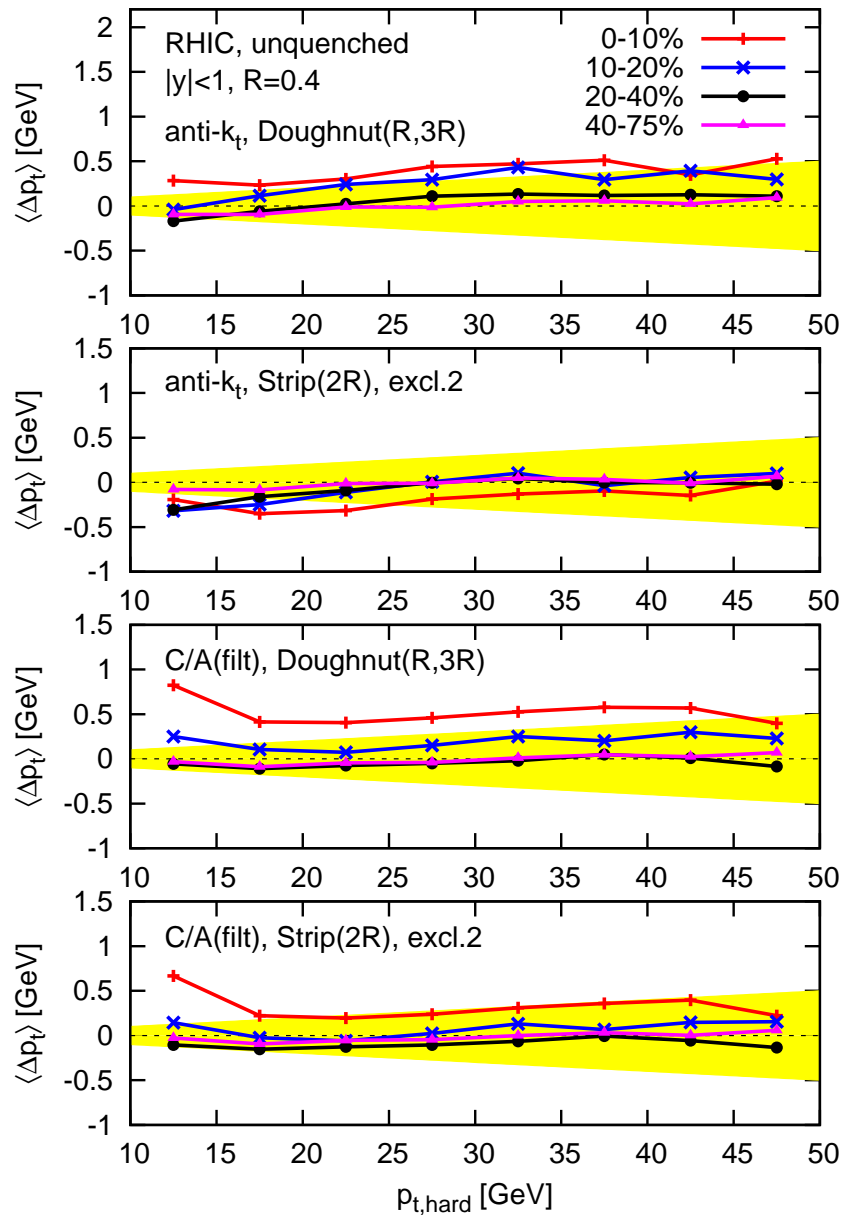 RHIC, unquenched
|y|<1, R=0.4
anti-k_t, Doughnut(R,3R)
0-10%
10-20%
20-40%
40-75%
⟨Δp_t⟩ [GeV]
2
1.5
1
0.5
0
-0.5
-1
10 15 20 25 30 35 40 45 50
anti-k_t, Strip(2R), excl.2
⟨Δp_t⟩ [GeV]
1.5
1
0.5
0
-0.5
-1
10 15 20 25 30 35 40 45 50
C/A(filt), Doughnut(R,3R)
⟨Δp_t⟩ [GeV]
1.5
1
0.5
0
-0.5
-1
10 15 20 25 30 35 40 45 50
C/A(filt), Strip(2R), excl.2
⟨Δp_t⟩ [GeV]
1.5
1
0.5
0
-0.5
-1
10 15 20 25 30 35 40 45 50
p_t,hard [GeV]